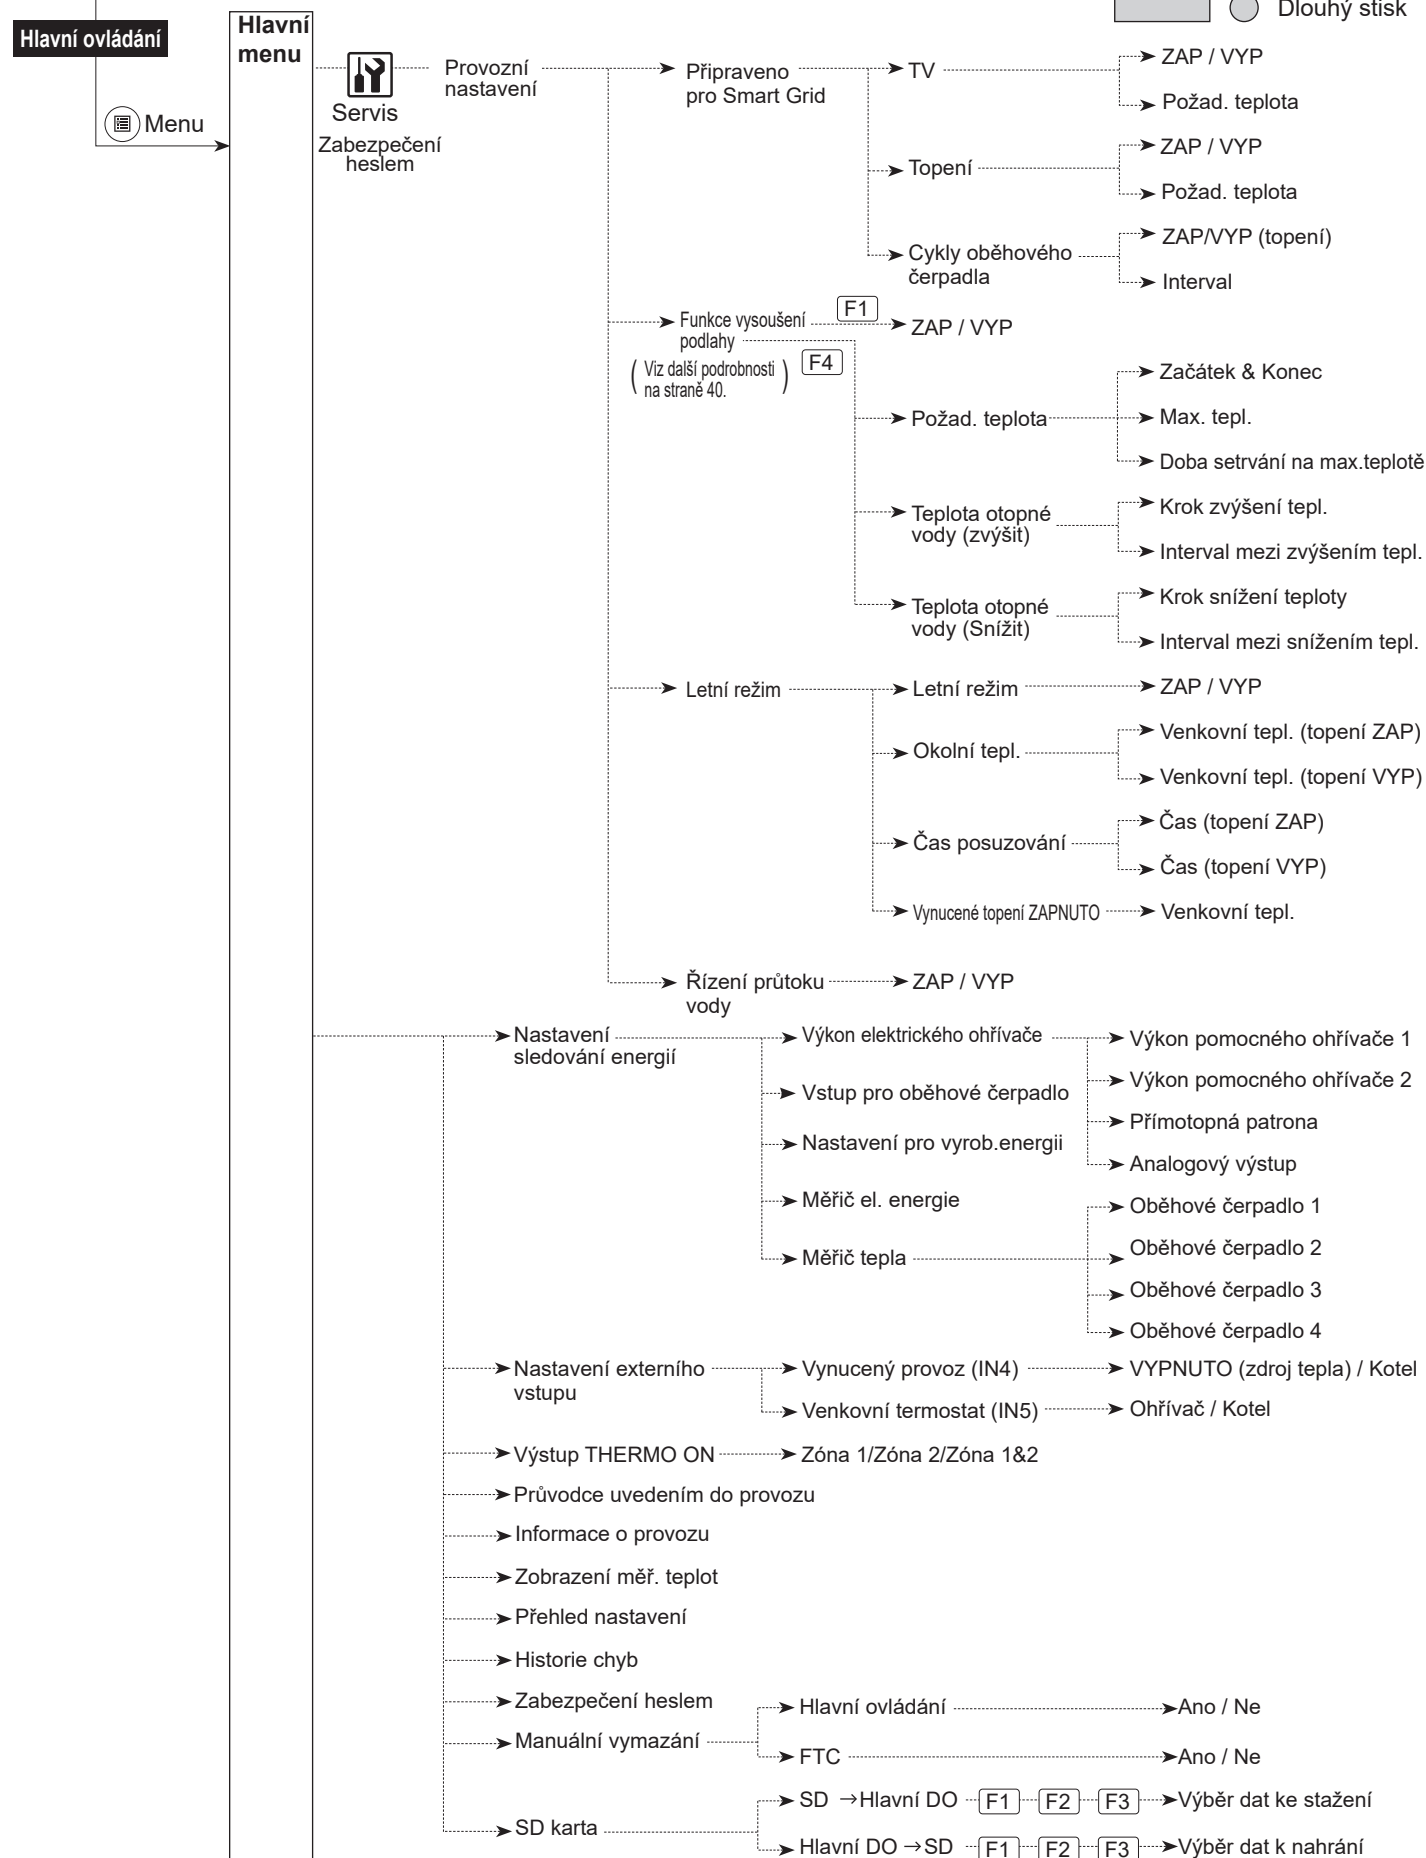 Dlouhý stisk
Hlavní ovládání
Hlavní
menu
Menu
Servis
Zabezpečení
heslem
Provozní
nastavení
Připraveno
pro Smart Grid
TV
ZAP / VYP
Požad. teplota
Topení
ZAP / VYP
Požad. teplota
Cykly oběhového
čerpadla
ZAP/VYP (topení)
Interval
Funkce vysoušení
podlahy
(Viz další podrobnosti
na straně 40.)
F1
ZAP / VYP
F4
Požad. teplota
Začátek & Konec
Max. tepl.
Doba setrvání na max.teplotě
Teplota otopné
vody (zvýšit)
Krok zvýšení tepl.
Interval mezi zvýšením tepl.
Teplota otopné
vody (Snížit)
Krok snížení teploty
Interval mezi snížením tepl.
Letní režim
Letní režim
ZAP / VYP
Okolní tepl.
Venkovní tepl. (topení ZAP)
Venkovní tepl. (topení VYP)
Čas posuzování
Čas (topení ZAP)
Čas (topení VYP)
Vynucené topení ZAPNUTO
Venkovní tepl.
Řízení průtoku
vody
ZAP / VYP
Nastavení
sledování energií
Výkon elektrického ohřívače
Výkon pomocného ohřívače 1
Výkon pomocného ohřívače 2
Přímotopná patrona
Analogový výstup
Vstup pro oběhové čerpadlo
Nastavení pro vyrob.energii
Měřič el. energie
Měřič tepla
Oběhové čerpadlo 1
Oběhové čerpadlo 2
Oběhové čerpadlo 3
Oběhové čerpadlo 4
Nastavení externího
vstupu
Vynucený provoz (IN4)
VYPNUTO (zdroj tepla) / Kotel
Venkovní termostat (IN5)
Ohřívač / Kotel
Výstup THERMO ON
Zóna 1/Zóna 2/Zóna 1&2
Průvodce uvedením do provozu
Informace o provozu
Zobrazení měř. teplot
Přehled nastavení
Historie chyb
Zabezpečení heslem
Manuální vymazání
Hlavní ovládání
Ano / Ne
FTC
Ano / Ne
SD karta
SD →Hlavní DO F1 F2 F3 Výběr dat ke stažení
Hlavní DO →SD F1 F2 F3 Výběr dat k nahrání